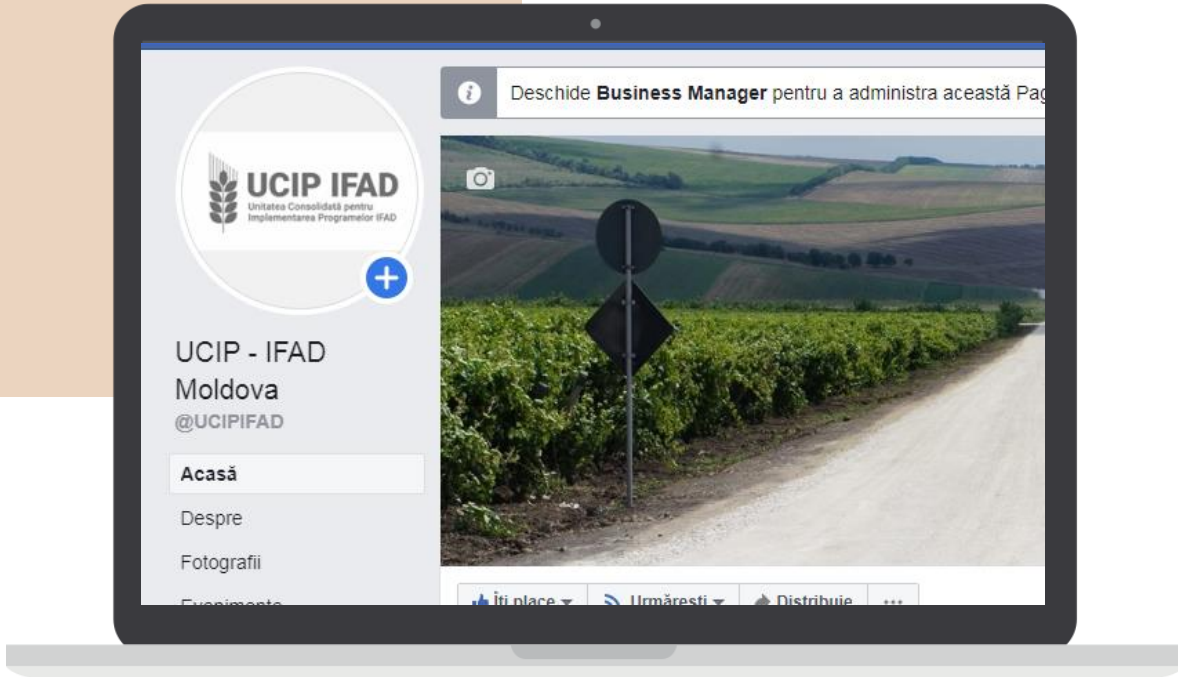 Deschide Business Manager pentru a administra această Pag
UCIP IFAD
Unitatea Consolidată pentru
Implementarea Programelor IFAD
UCIP - IFAD
Moldova
@UCIPIFAD
Acasă
Despre
Fotografii
Evenimente
Îți place
Urmărești
Distribuie